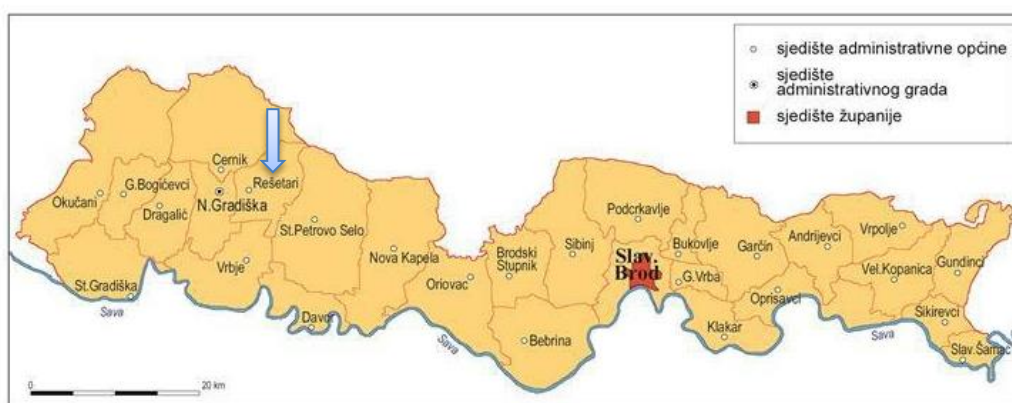 sjedište administrativne općine
sjedište
administrativnog grada
sjedište županije
Cernik
Rešetari
G.Bogićevci
Okučani
N.Gradiška
Dragalić
St.Petrovo Selo
Podcrkavlje
Vrpolje
Andrijevci
Bukovlje
Garčin
Sibinj
Brodski
Stupnik
Nova Kapela
Slav.
Brod
Vrbje
Oriovac
G.Vrba
Vel.Kopanica
Gundinci
St.Gradiška
Oprisavci
Sava
Davor
Klakar
Sikirevci
Sava
Bebrina
Sava
Slav.Šamac
0
20 km